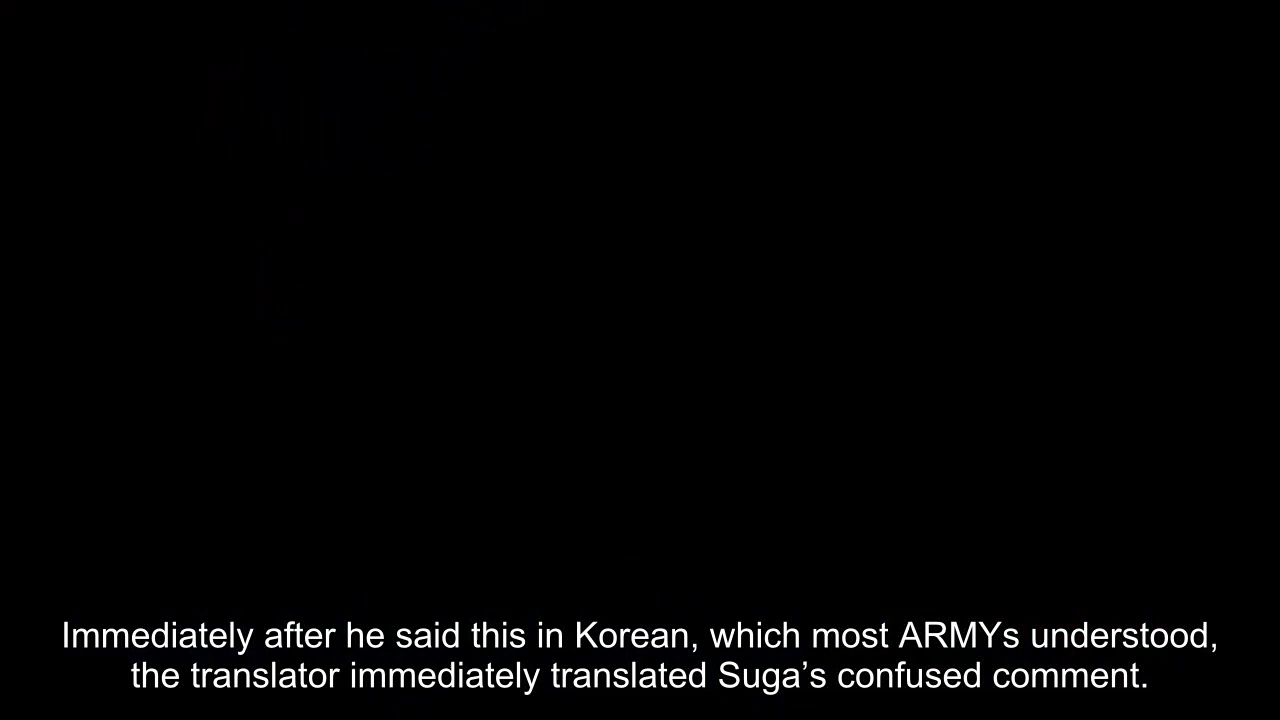 Immediately after he said this in Korean, which most ARMYs understood,
the translator immediately translated Suga’s confused comment.